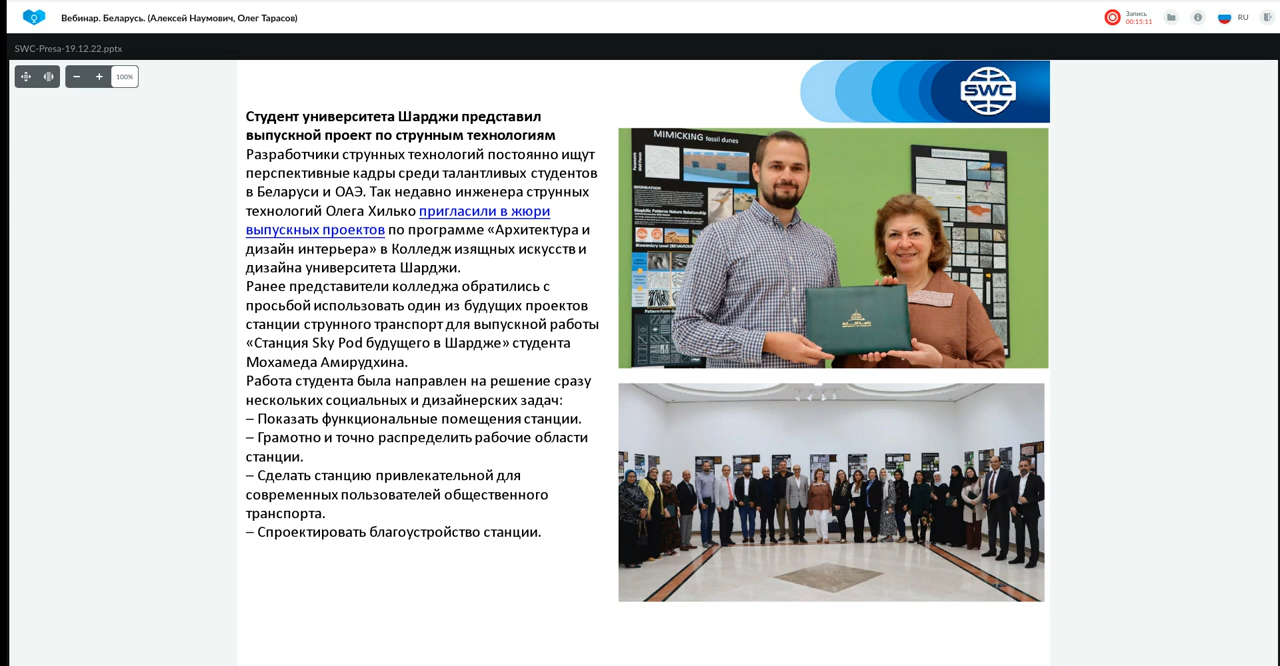 Вебинар. Беларусь. (Алексей Наумович, Олег Тарасов)
Запись
00:15:11
RU
SWC-Presa-19.12.22.pptx
100%
SWC
Студент университета Шарджи представил
выпускной проект по струнным технологиям
Разработчики струнных технологий постоянно ищут
перспективные кадры среди талантливых студентов
в Беларуси и ОАЭ. Так недавно инженера струнных
технологий Олега Хилько пригласили в жюри
выпускных проектов по программе «Архитектура и
дизайн интерьера» в Колледж изящных искусств и
дизайна университета Шарджи.
Ранее представители колледжа обратились с
просьбой использовать один из будущих проектов
станции струнного транспорт для выпускной работы
«Станция Sky Pod будущего в Шардже» студента
Мохамеда Амирудхина.
Работа студента была направлен на решение сразу
нескольких социальных и дизайнерских задач:
– Показать функциональные помещения станции.
– Грамотно и точно распределить рабочие области
станции.
– Сделать станцию привлекательной для
современных пользователей общественного
транспорта.
– Спроектировать благоустройство станции.
MIMICKING fossil dunes
INSPIRATION
Biophilic Patterns Nature Relationship